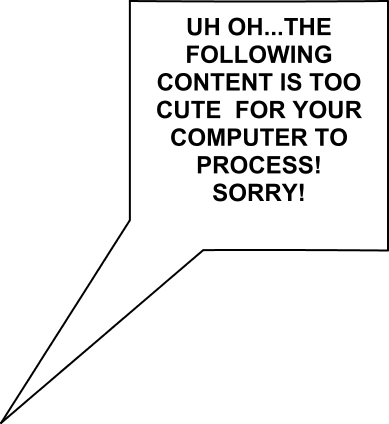 UH OH...THE
FOLLOWING
CONTENT IS TOO
CUTE  FOR YOUR
COMPUTER TO
PROCESS!
SORRY!